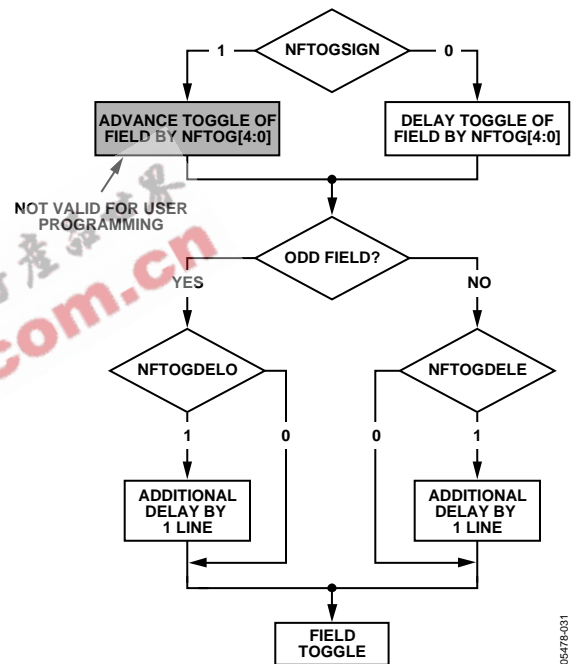 NFTOGSIGN
1
0
ADVANCE TOGGLE OF
FIELD BY NFTOG[4:0]
DELAY TOGGLE OF
FIELD BY NFTOG[4:0]
NOT VALID FOR USER
PROGRAMMING
ODD FIELD?
YES
NO
NFTOGDELO
NFTOGDELE
1
0
0
1
ADDITIONAL
DELAY BY
1 LINE
ADDITIONAL
DELAY BY
1 LINE
FIELD
TOGGLE
05478-031
世界
com.cn